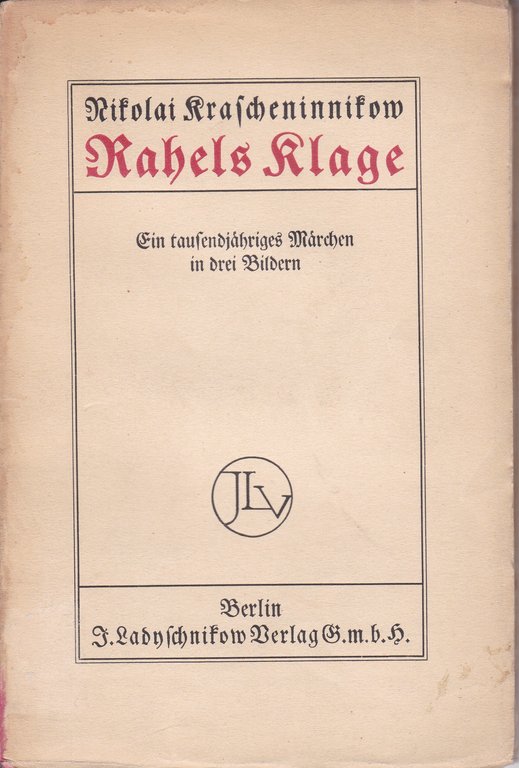 Nikolai Krascheninnikow
Rahels Klage
Ein tausendjähriges Märchen
in drei Bildern
JLV
Berlin
J. Ladyschnikow Verlag G.m.b.H.